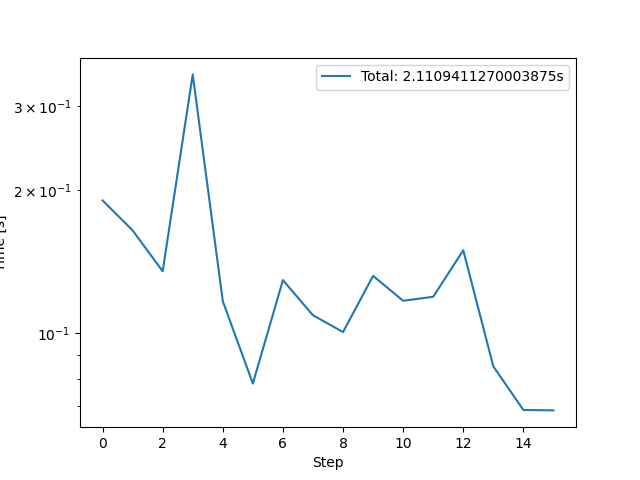 Total: 2.1109411270003875s
3 × 10⁻¹
2 × 10⁻¹
10⁻¹
Time [s]
0 2 4 6 8 10 12 14
Step